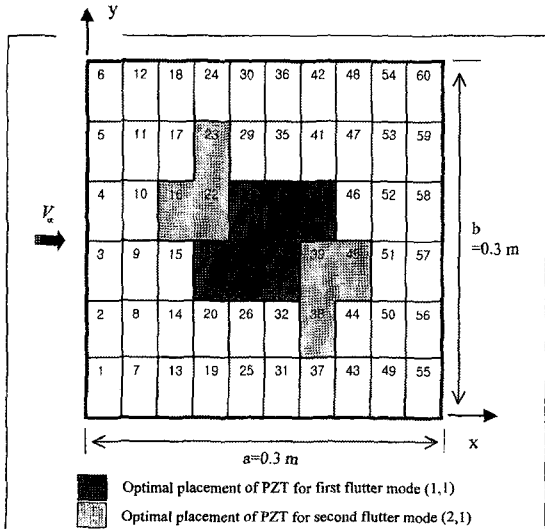 y
6 12 18 24 30 36 42 48 54 60
5 11 17 23 29 35 41 47 53 59
4 10 16 22 46 52 58
V
b
=0.3 m
3 9 15 39 45 51 57
2 8 14 20 26 32 38 44 50 56
1 7 13 19 25 31 37 43 49 55
x
a=0.3 m
Optimal placement of PZT for first flutter mode (1,1)
Optimal placement of PZT for second flutter mode (2,1)